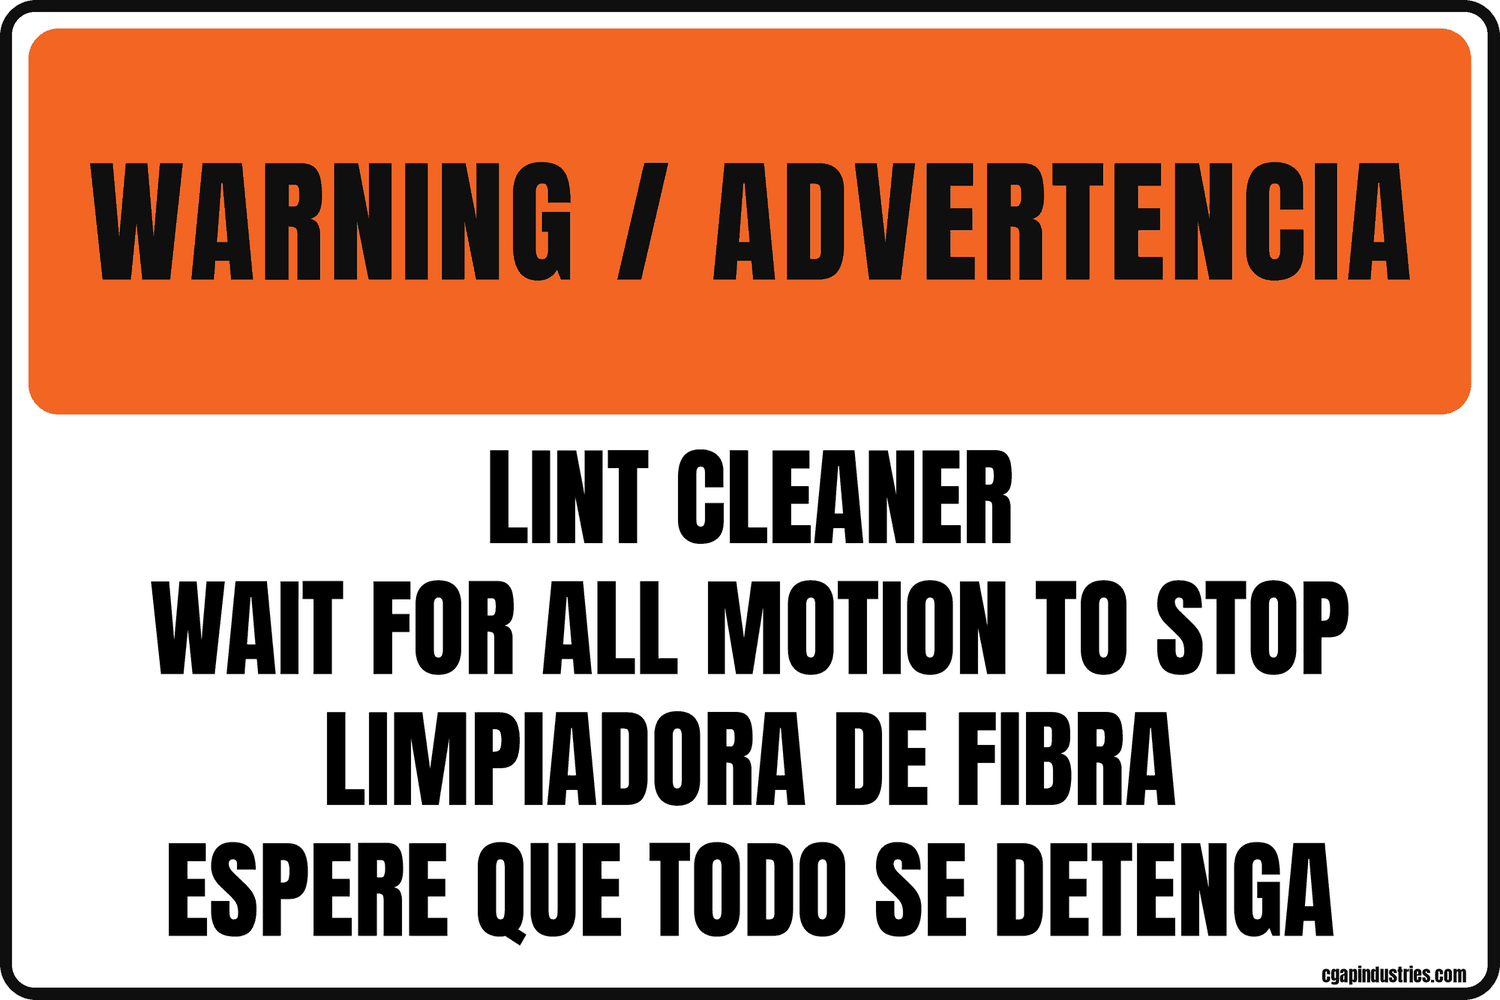 WARNING / ADVERTENCIA
LINT CLEANER
WAIT FOR ALL MOTION TO STOP
LIMPIADORA DE FIBRA
ESPERE QUE TODO SE DETENGA
cgapindustries.com